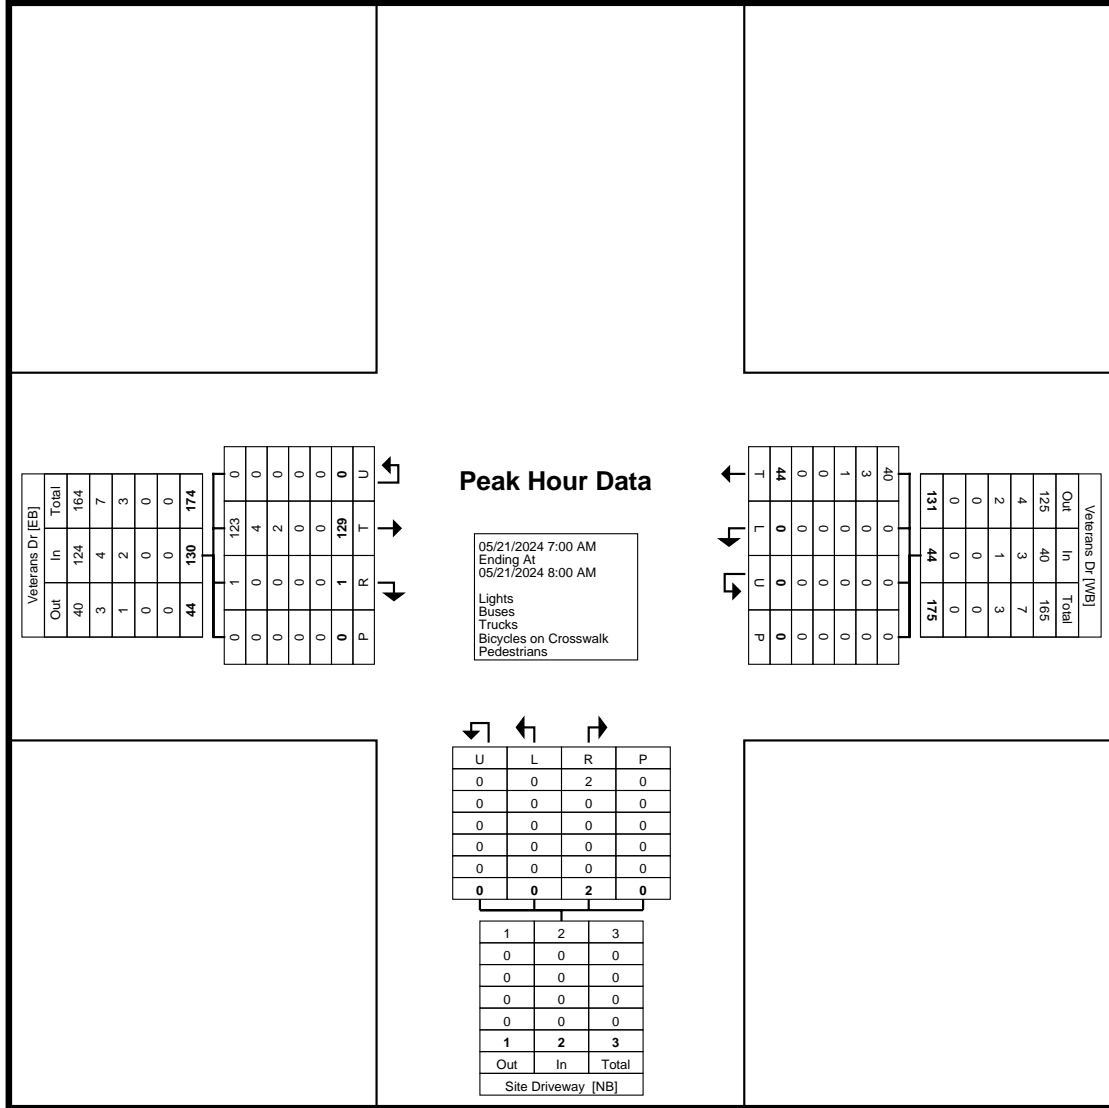 Peak Hour Data
05/21/2024 7:00 AM
Ending At
05/21/2024 8:00 AM
Lights
Buses
Trucks
Bicycles on Crosswalk
Pedestrians
U T R P
0 129 1 0
0 0 0 0
0 0 0 0
0 2 0 0
0 4 0 0
0 123 1 0
174 130 44
0 0 0
0 0 0
3 2 1
7 4 3
164 124 40
Total In Out
Veterans Dr [EB]
Veterans Dr [WB]
Out In Total
125 40 165
4 3 7
2 1 3
0 0 0
0 0 0
131 44 175
40 0 0 0
3 0 0 0
1 0 0 0
0 0 0 0
0 0 0 0
44 0 0 0
T L U P
U L R P
0 0 2 0
0 0 0 0
0 0 0 0
0 0 0 0
0 0 0 0
0 0 2 0
1 2 3
0 0 0
0 0 0
0 0 0
0 0 0
1 2 3
Out In Total
Site Driveway [NB]